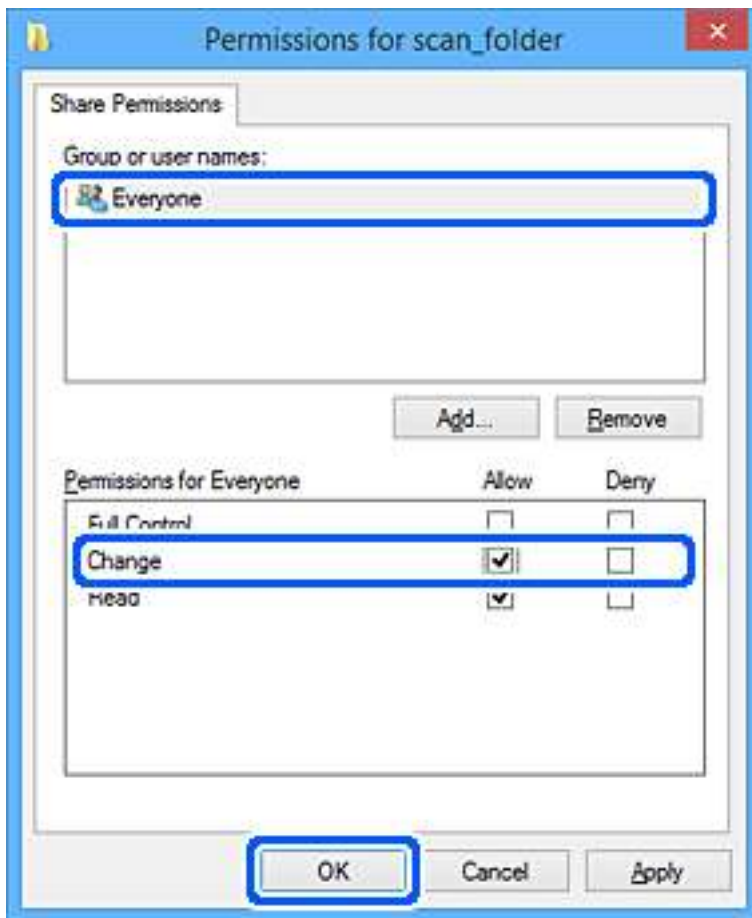 Permissions for scan_folder
Share Permissions
Group or user names:
Everyone
Add... Remove
Permissions for Everyone Allow Deny
Full Control
Change
Read
OK Cancel Apply